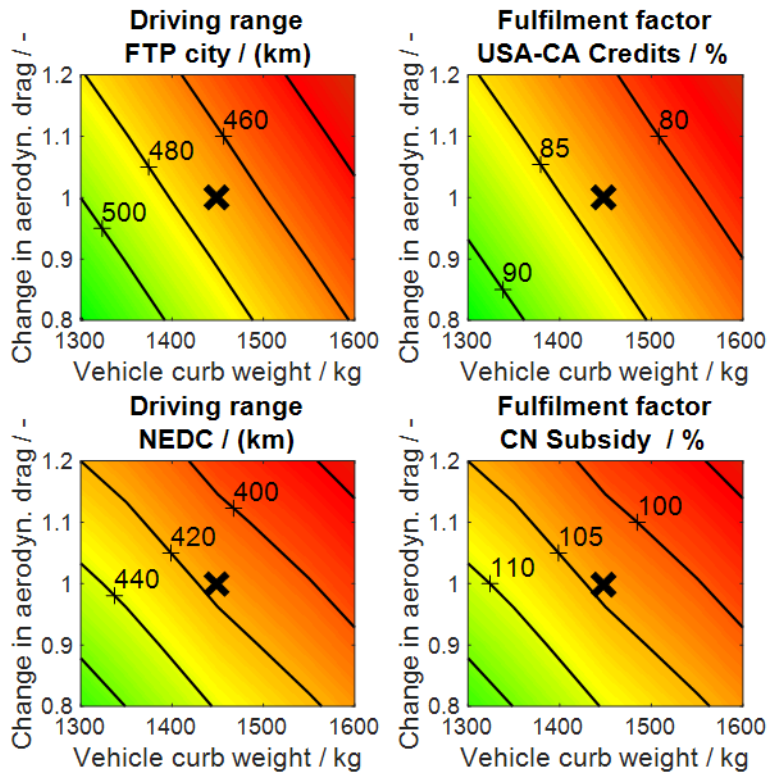 Driving range
FTP city / (km)
Change in aerodyn. drag / -
1.2
1.1
1
0.9
0.8
460
480
500
1300 1400 1500 1600
Vehicle curb weight / kg
Fulfilment factor
USA-CA Credits / %
Change in aerodyn. drag / -
1.2
1.1
1
0.9
0.8
80
85
90
1300 1400 1500 1600
Vehicle curb weight / kg
Driving range
NEDC / (km)
Change in aerodyn. drag / -
1.2
1.1
1
0.9
0.8
400
420
440
1300 1400 1500 1600
Vehicle curb weight / kg
Fulfilment factor
CN Subsidy / %
Change in aerodyn. drag / -
1.2
1.1
1
0.9
0.8
100
105
110
1300 1400 1500 1600
Vehicle curb weight / kg